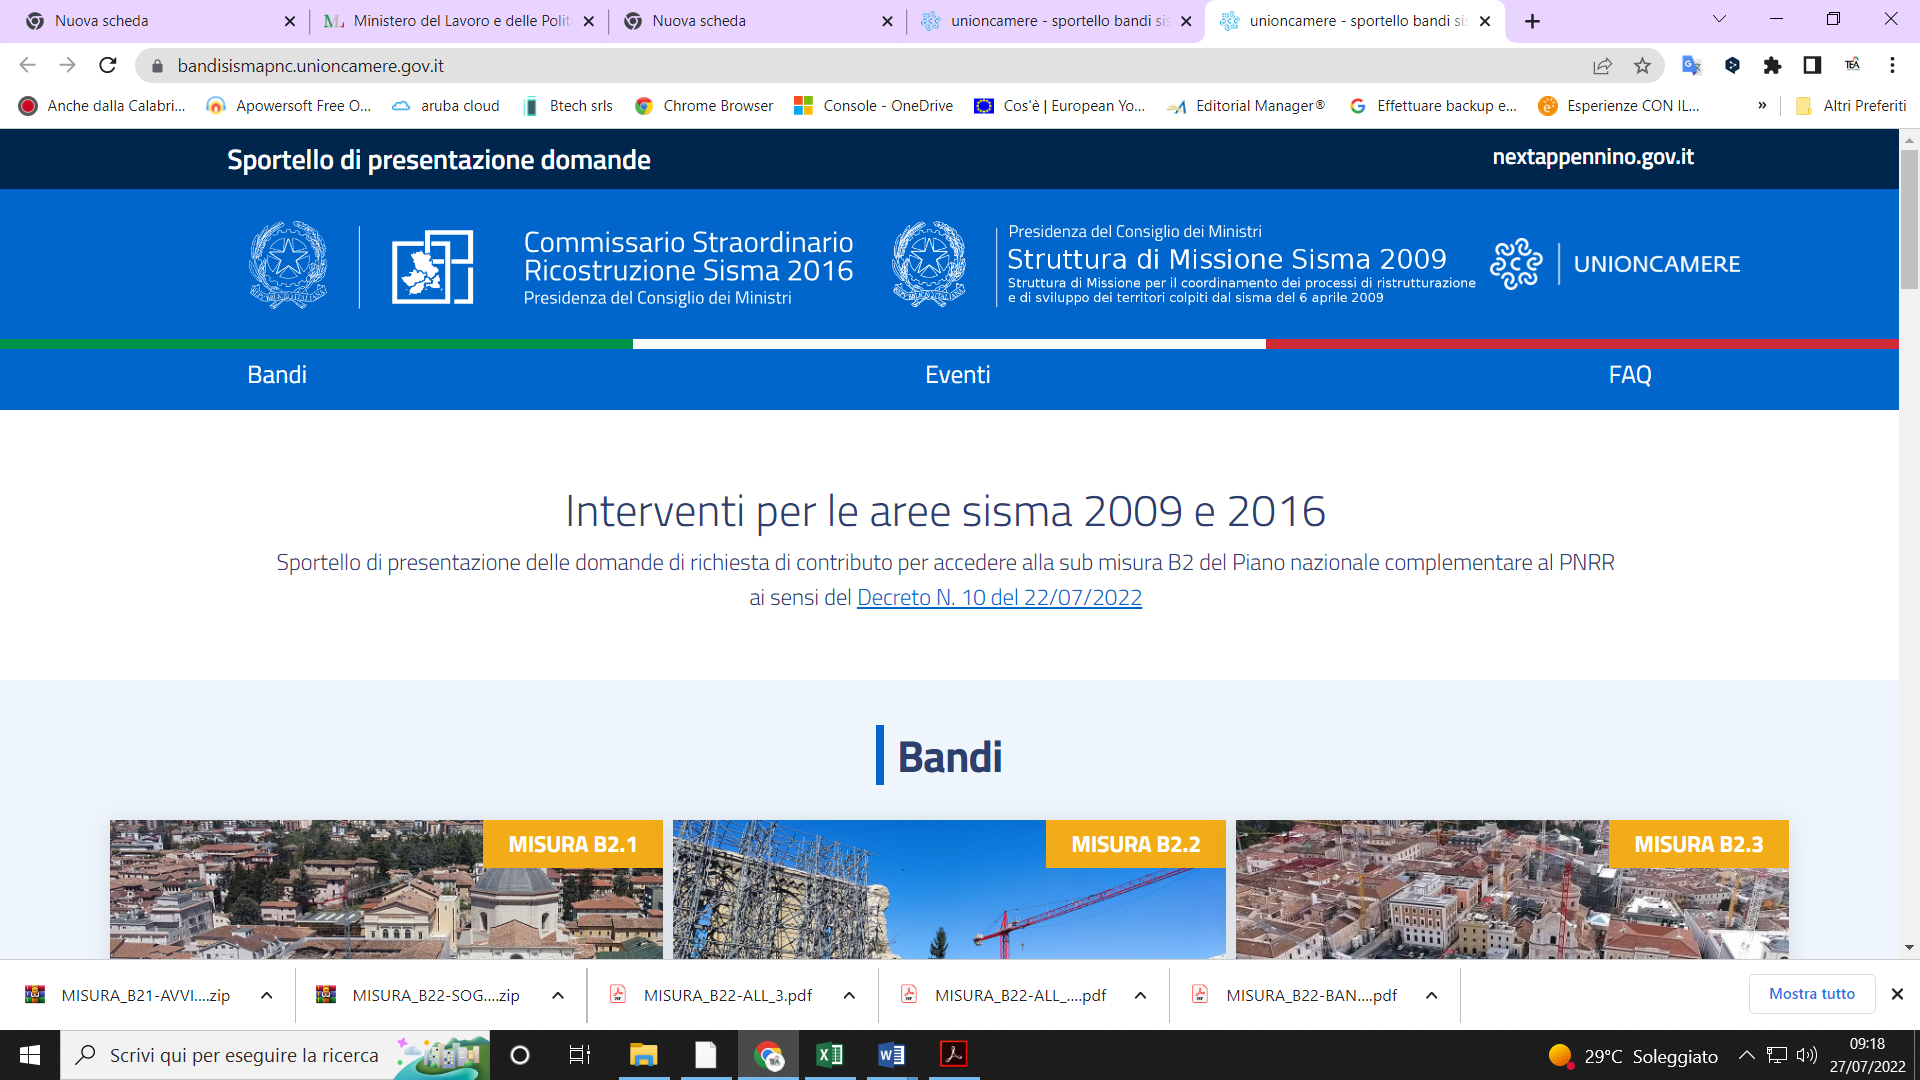 Nuova scheda
Ministero del Lavoro e delle Polit
Nuova scheda
unioncamere - sportello bandi sis
unioncamere - sportello bandi sis
bandisismapnc.unioncamere.gov.it
Anche dalla Calabri...
Apowersoft Free O...
aruba cloud
Btech srls
Chrome Browser
Console - OneDrive
Cos'è | European Yo...
Editorial Manager®
Effettuare backup e...
Esperienze CON IL...
»
Altri Preferiti
Sportello di presentazione domande
nextappennino.gov.it
Commissario Straordinario
Ricostruzione Sisma 2016
Presidenza del Consiglio dei Ministri
Presidenza del Consiglio dei Ministri
Struttura di Missione Sisma 2009
Struttura di Missione per il coordinamento dei processi di ristrutturazione
e di sviluppo dei territori colpiti dal sisma del 6 aprile 2009
UNIONCAMERE
Bandi
Eventi
FAQ
Interventi per le aree sisma 2009 e 2016
Sportello di presentazione delle domande di richiesta di contributo per accedere alla sub misura B2 del Piano nazionale complementare al PNRR
ai sensi del Decreto N. 10 del 22/07/2022
Bandi
MISURA B2.1
MISURA B2.2
MISURA B2.3
MISURA_B21-AVVI....zip
MISURA_B22-SOG....zip
MISURA_B22-ALL_3.pdf
MISURA_B22-ALL_....pdf
MISURA_B22-BAN....pdf
Mostra tutto
Scrivi qui per eseguire la ricerca
29°C Soleggiato
09:18
27/07/2022